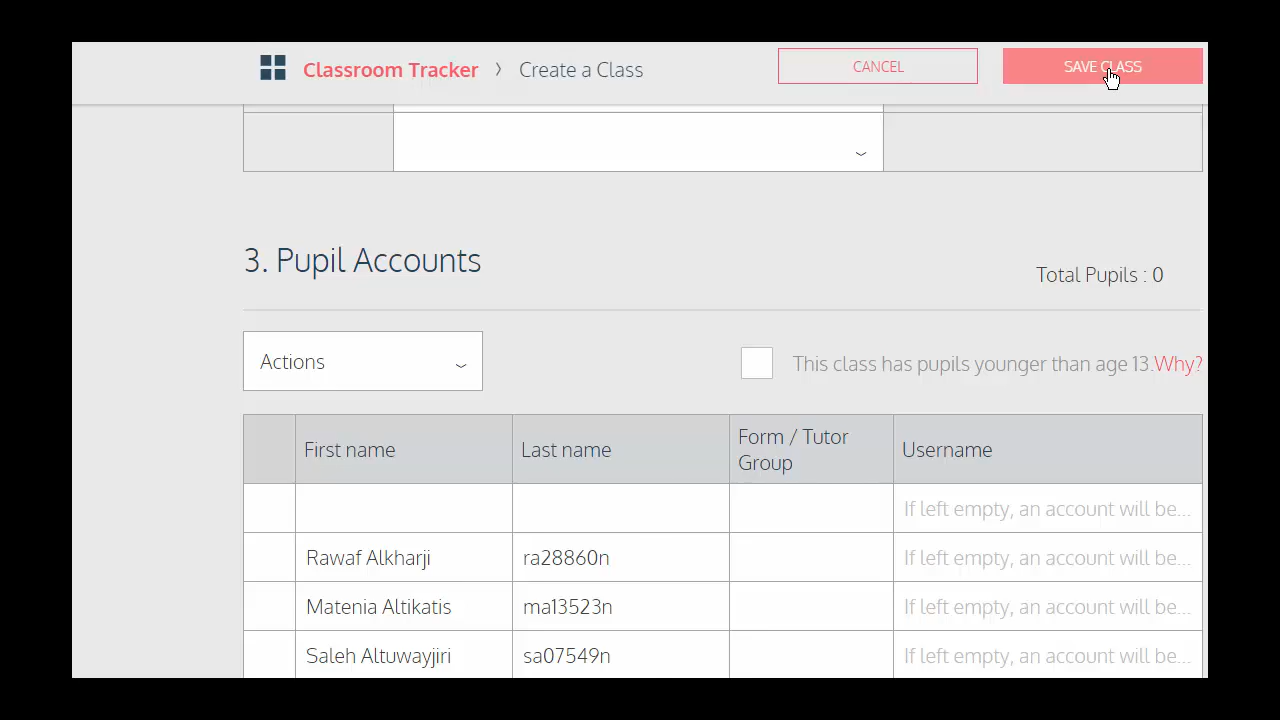 Classroom Tracker › Create a Class
CANCEL
SAVE CLASS
3. Pupil Accounts
Total Pupils : 0
Actions
This class has pupils younger than age 13.Why?
First name
Last name
Form / Tutor
Group
Username
If left empty, an account will be...
Rawaf Alkharji
ra28860n
If left empty, an account will be...
Matenia Altikatis
ma13523n
If left empty, an account will be...
Saleh Altuwayjiri
sa07549n
If left empty, an account will be...